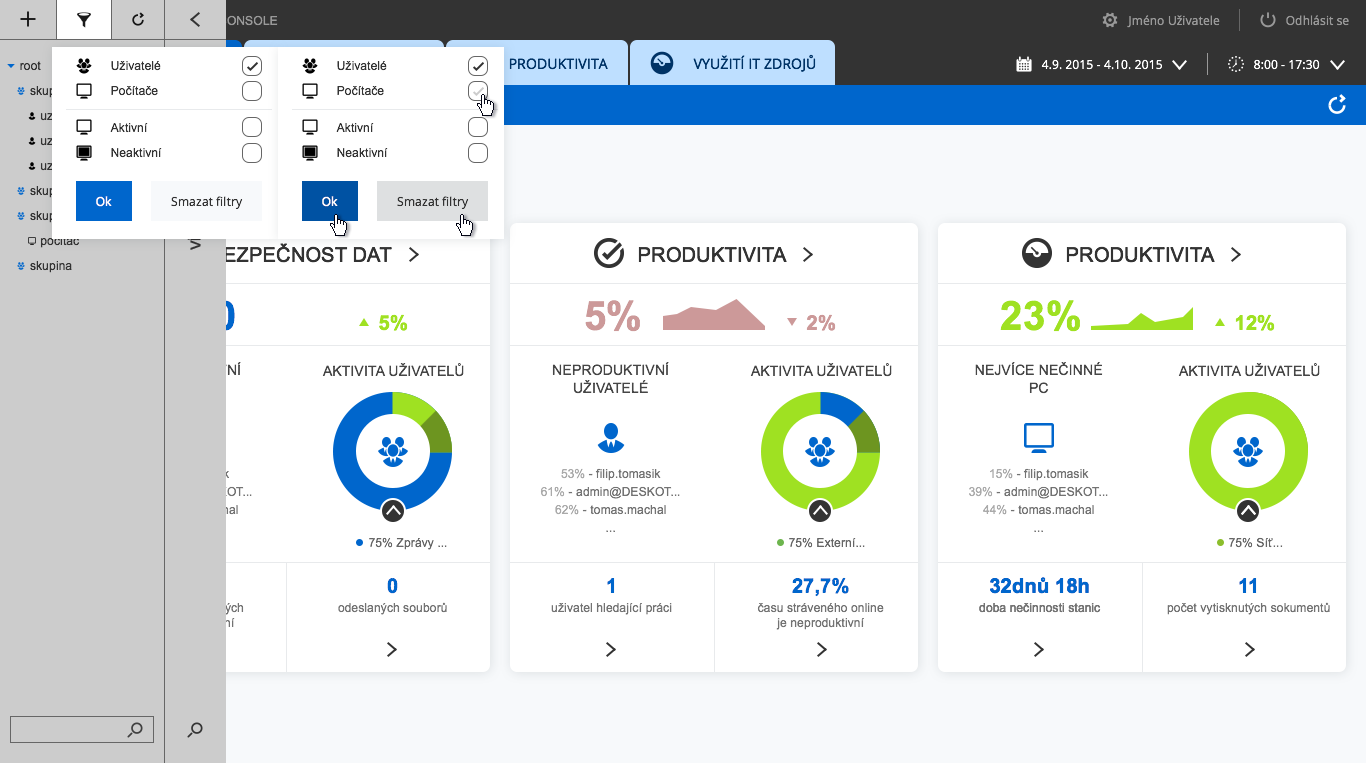 ONSOLE
Jméno Uživatele
Odhlásit se
PRODUKTIVITA
VYUŽITÍ IT ZDROJŮ
4.9. 2015 - 4.10. 2015
8:00 - 17:30
root
skup
uz
uz
uz
skup
skup
počítač
skupina
Uživatelé
Počítače
Aktivní
Neaktivní
Ok
Smazat filtry
Uživatelé
Počítače
Aktivní
Neaktivní
Ok
Smazat filtry
EZPEČNOST DAT
5%
NÍ
AKTIVITA UŽIVATELŮ
k
KOT...
hal
75% Zprávy ...
ých
ní
0
odeslaných souborů
PRODUKTIVITA
5%
2%
NEPRODUKTIVNÍ
UŽIVATELÉ
53% - filip.tomasik
61% - admin@DESKOT...
62% - tomas.machal
...
AKTIVITA UŽIVATELŮ
75% Externí...
1
uživatel hledající práci
27,7%
času stráveného online
je neproduktivní
PRODUKTIVITA
23%
12%
NEJVÍCE NEČINNÉ
PC
15% - filip.tomasik
39% - admin@DESKOT...
44% - tomas.machal
...
AKTIVITA UŽIVATELŮ
75% Síť...
32dnů 18h
doba nečinnosti stanic
11
počet vytisknutých sokumentů